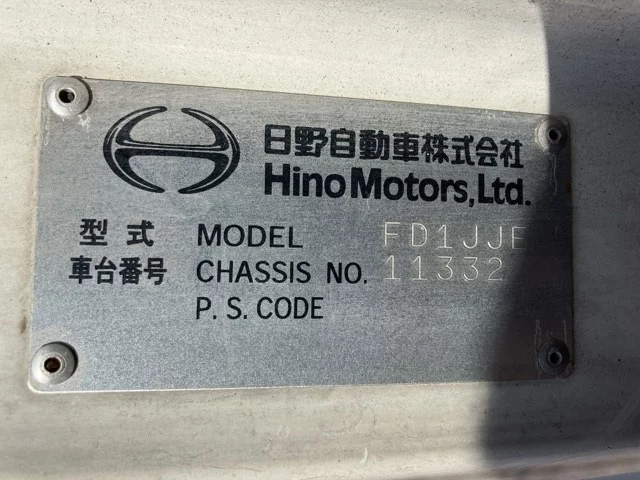 日野自動車株式会社
Hino Motors, Ltd.
型式 MODEL FD1JJE
車台番号 CHASSIS NO. 11332
P. S. CODE